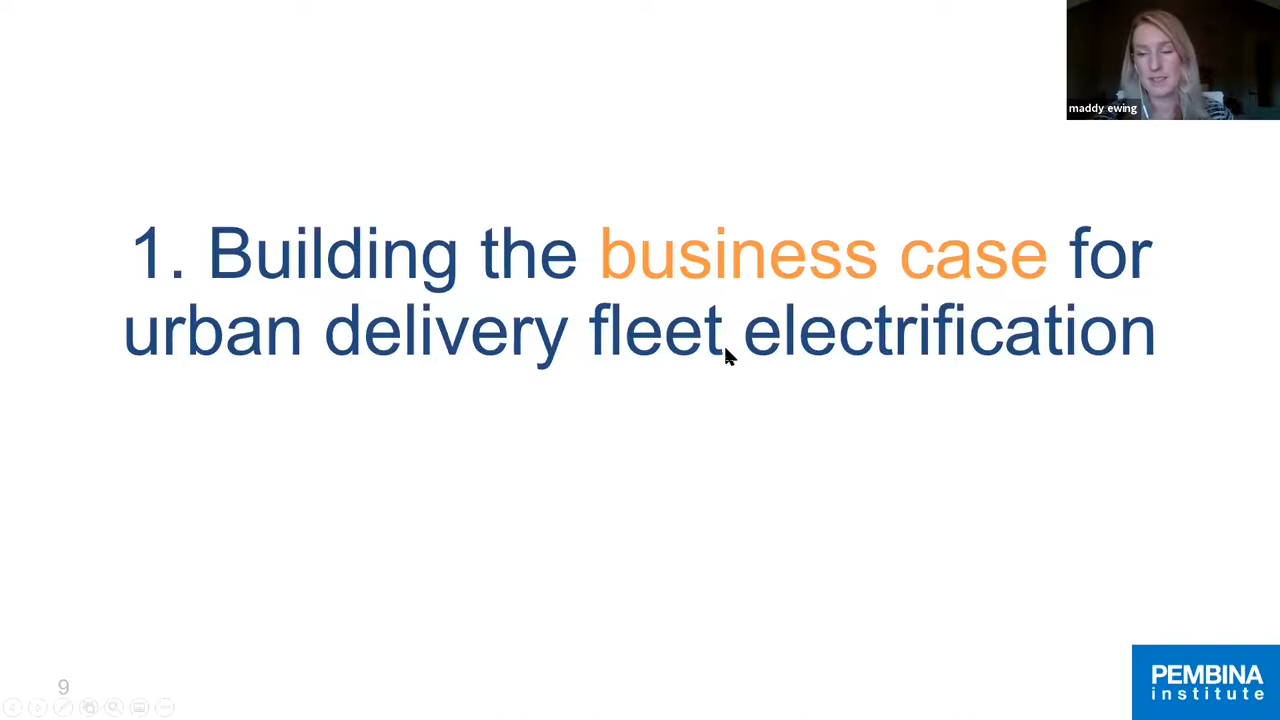 maddy ewing
1. Building the business case for
urban delivery fleet electrification
9
PEMBINA
institute